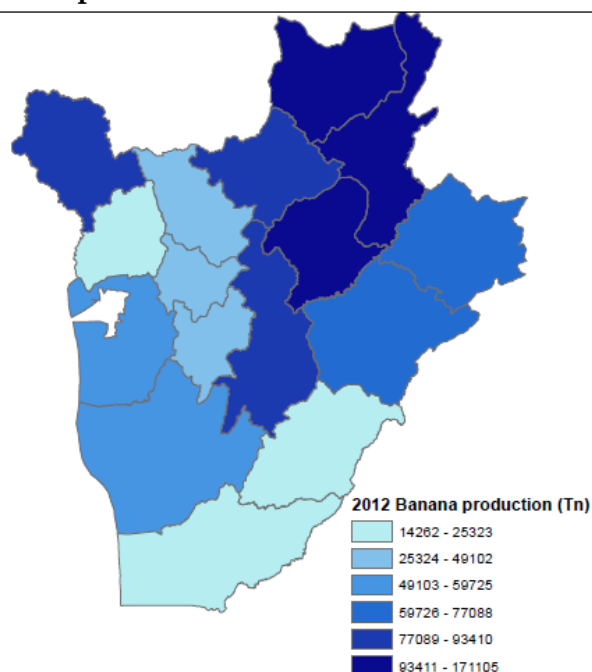 2012 Banana production (Tn)
14262 - 25323
25324 - 49102
49103 - 59725
59726 - 77088
77089 - 93410
93411 - 171105